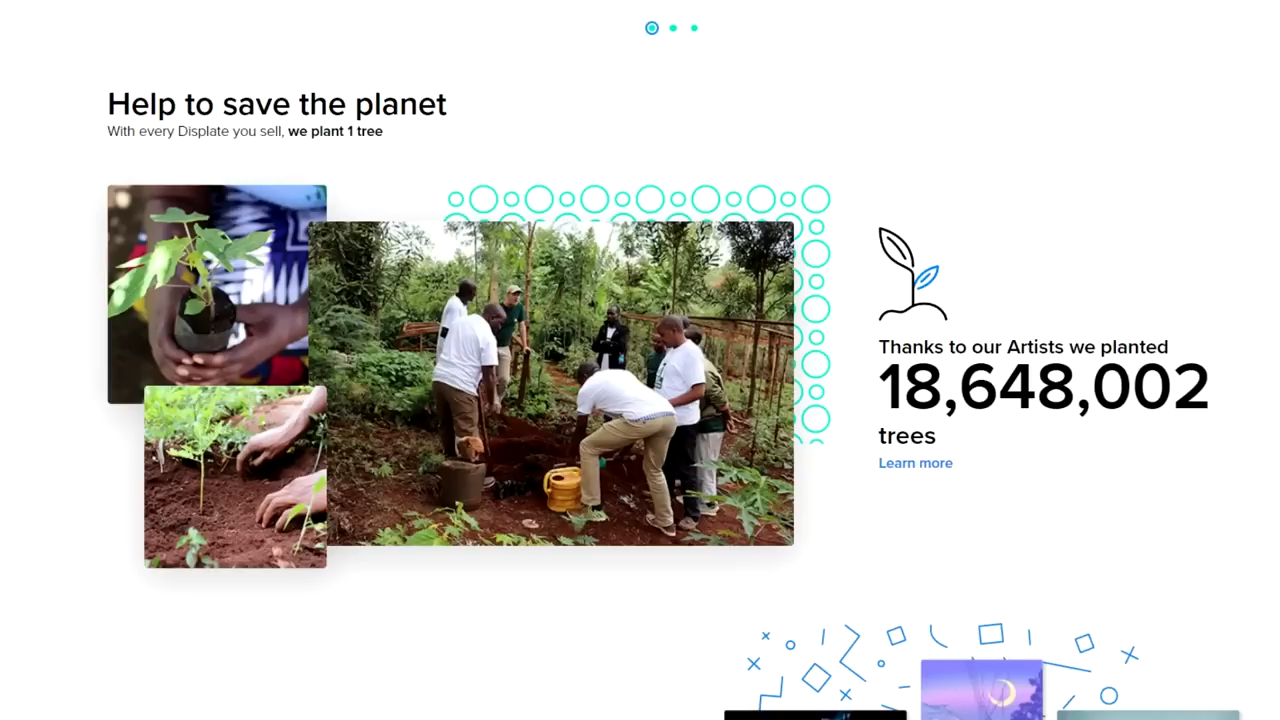 Help to save the planet
With every Displate you sell, we plant 1 tree
Thanks to our Artists we planted
18,648,002
trees
Learn more